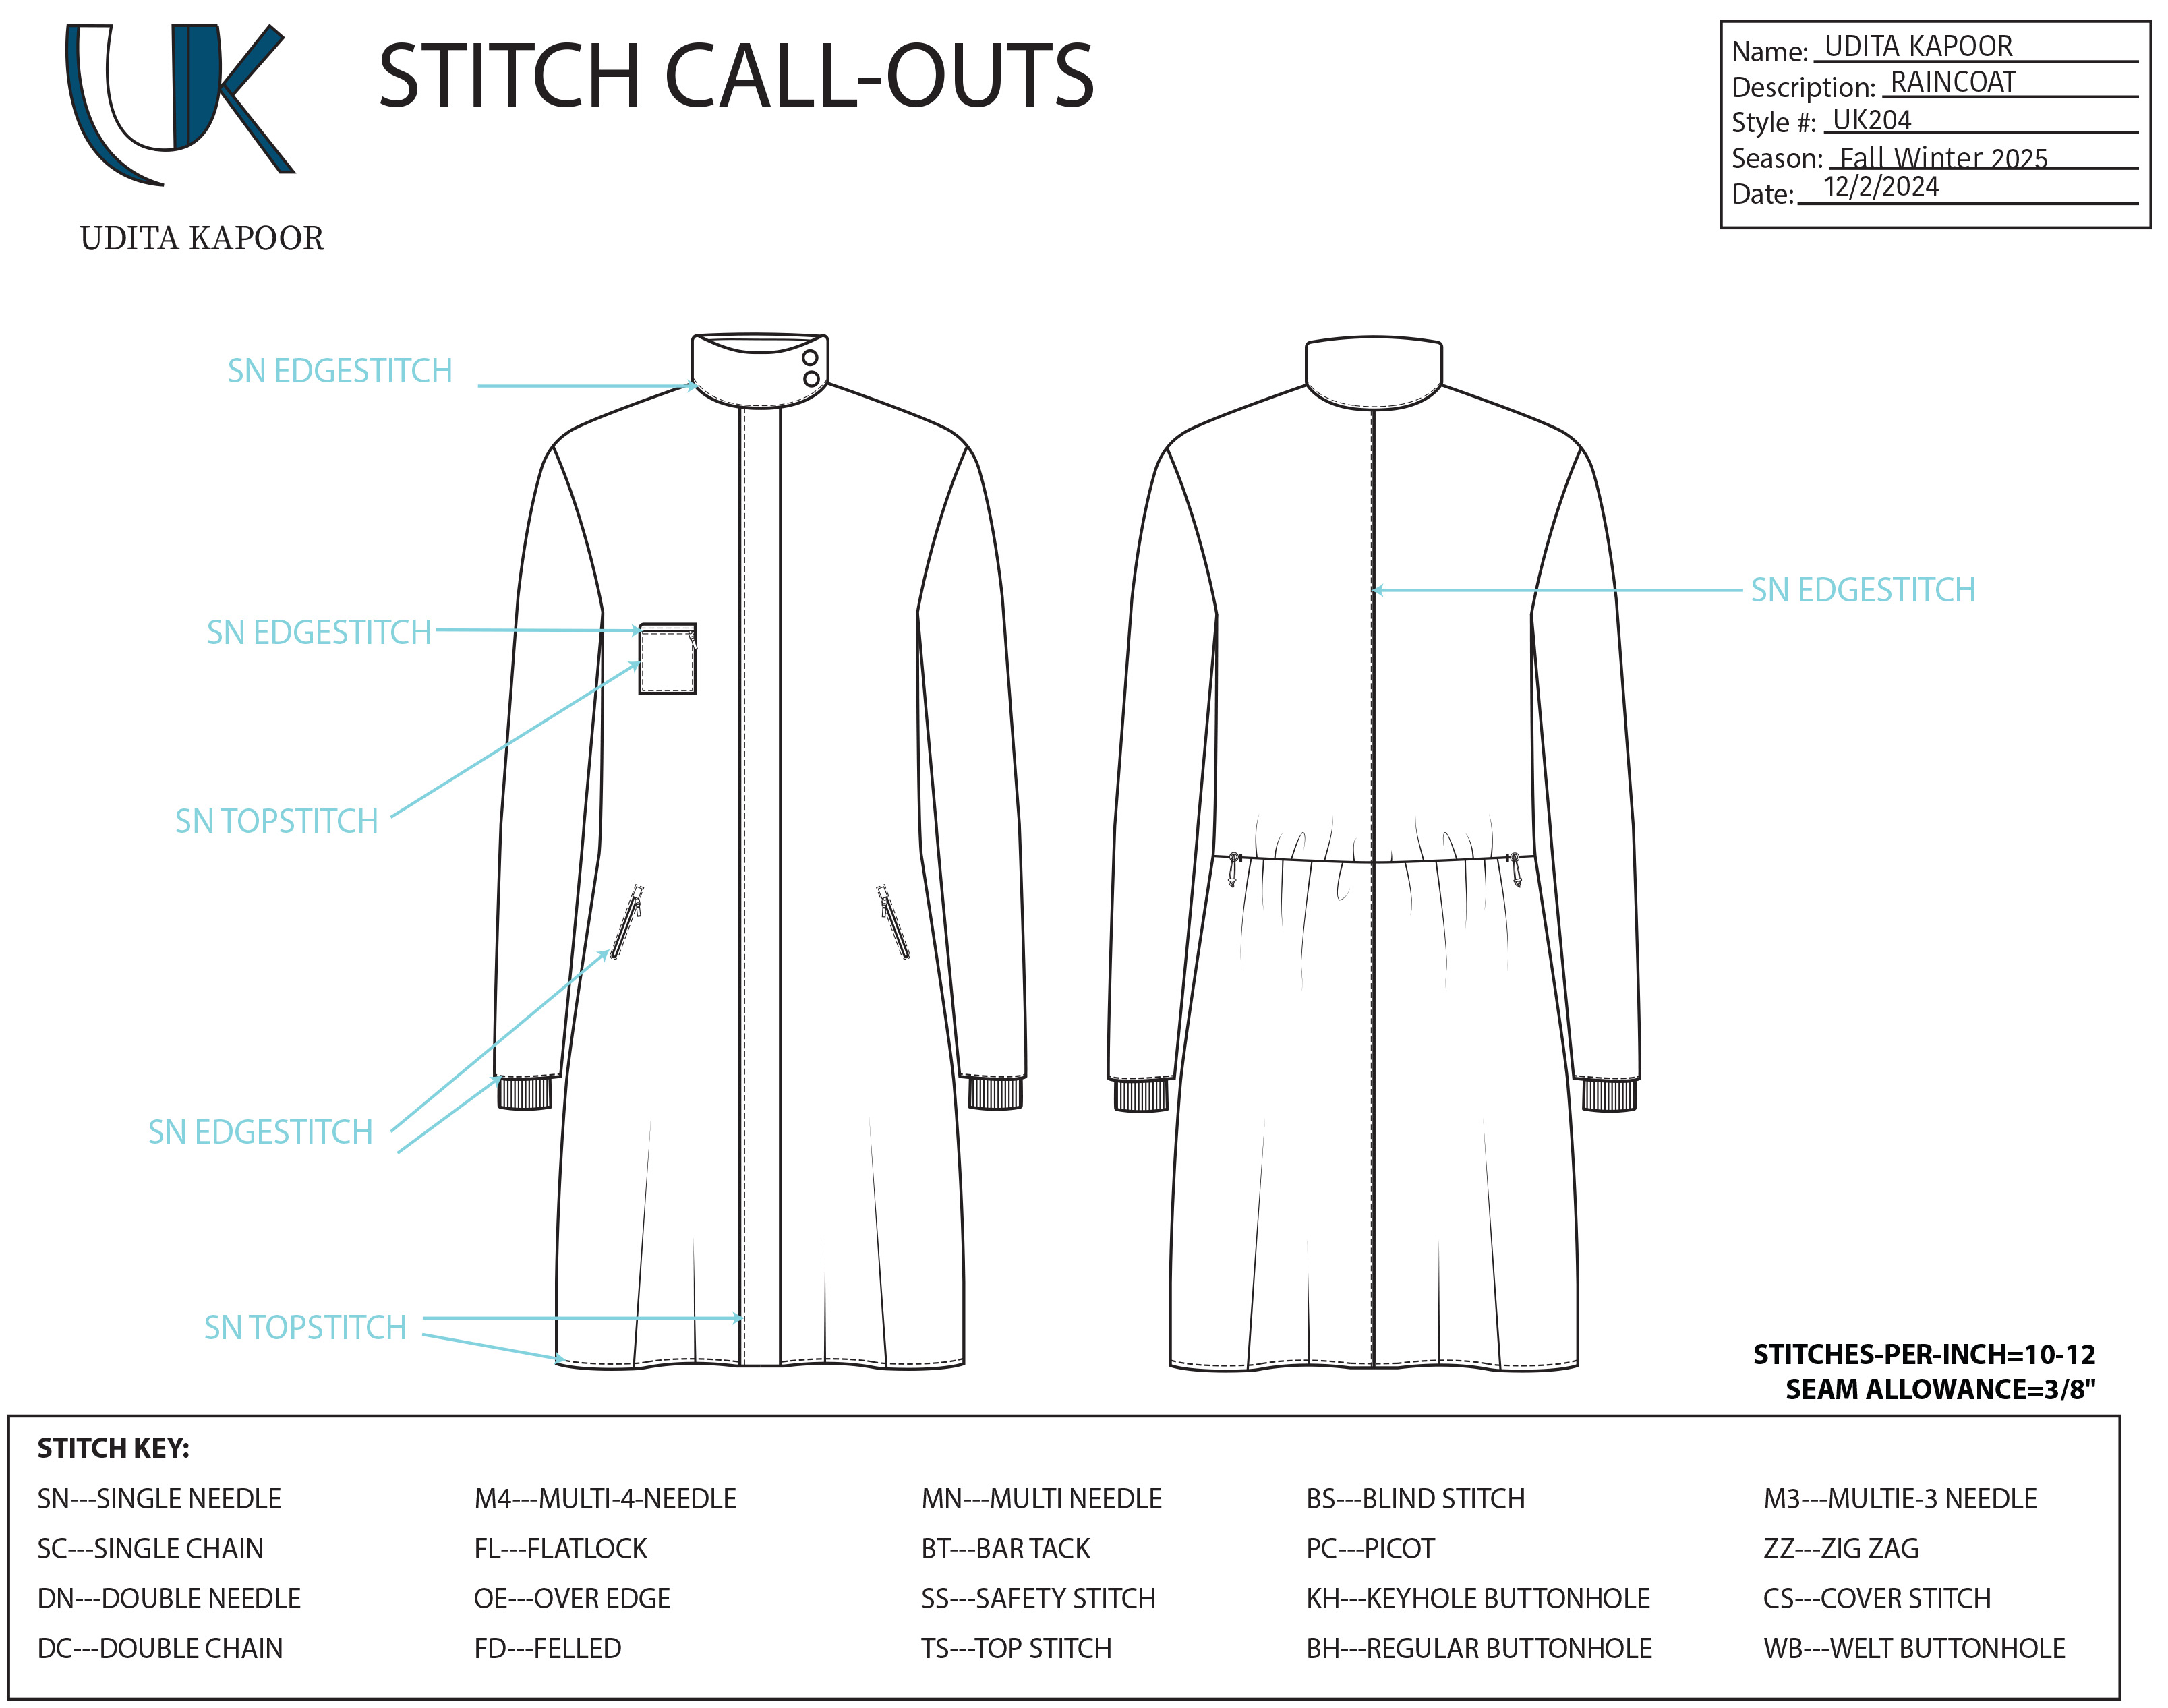 UK
UDITA KAPOOR
STITCH CALL-OUTS
Name: UDITA KAPOOR
Description: RAINCOAT
Style #: UK204
Season: Fall Winter 2025
Date: 12/2/2024
SN EDGESTITCH
SN EDGESTITCH
SN EDGESTITCH
SN TOPSTITCH
SN EDGESTITCH
SN TOPSTITCH
STITCHES-PER-INCH=10-12
SEAM ALLOWANCE=3/8"
STITCH KEY:
SN---SINGLE NEEDLE
SC---SINGLE CHAIN
DN---DOUBLE NEEDLE
DC---DOUBLE CHAIN
M4---MULTI-4-NEEDLE
FL---FLATLOCK
OE---OVER EDGE
FD---FELLED
MN---MULTI NEEDLE
BT---BAR TACK
SS---SAFETY STITCH
TS---TOP STITCH
BS---BLIND STITCH
PC---PICOT
KH---KEYHOLE BUTTONHOLE
BH---REGULAR BUTTONHOLE
M3---MULTIE-3 NEEDLE
ZZ---ZIG ZAG
CS---COVER STITCH
WB---WELT BUTTONHOLE